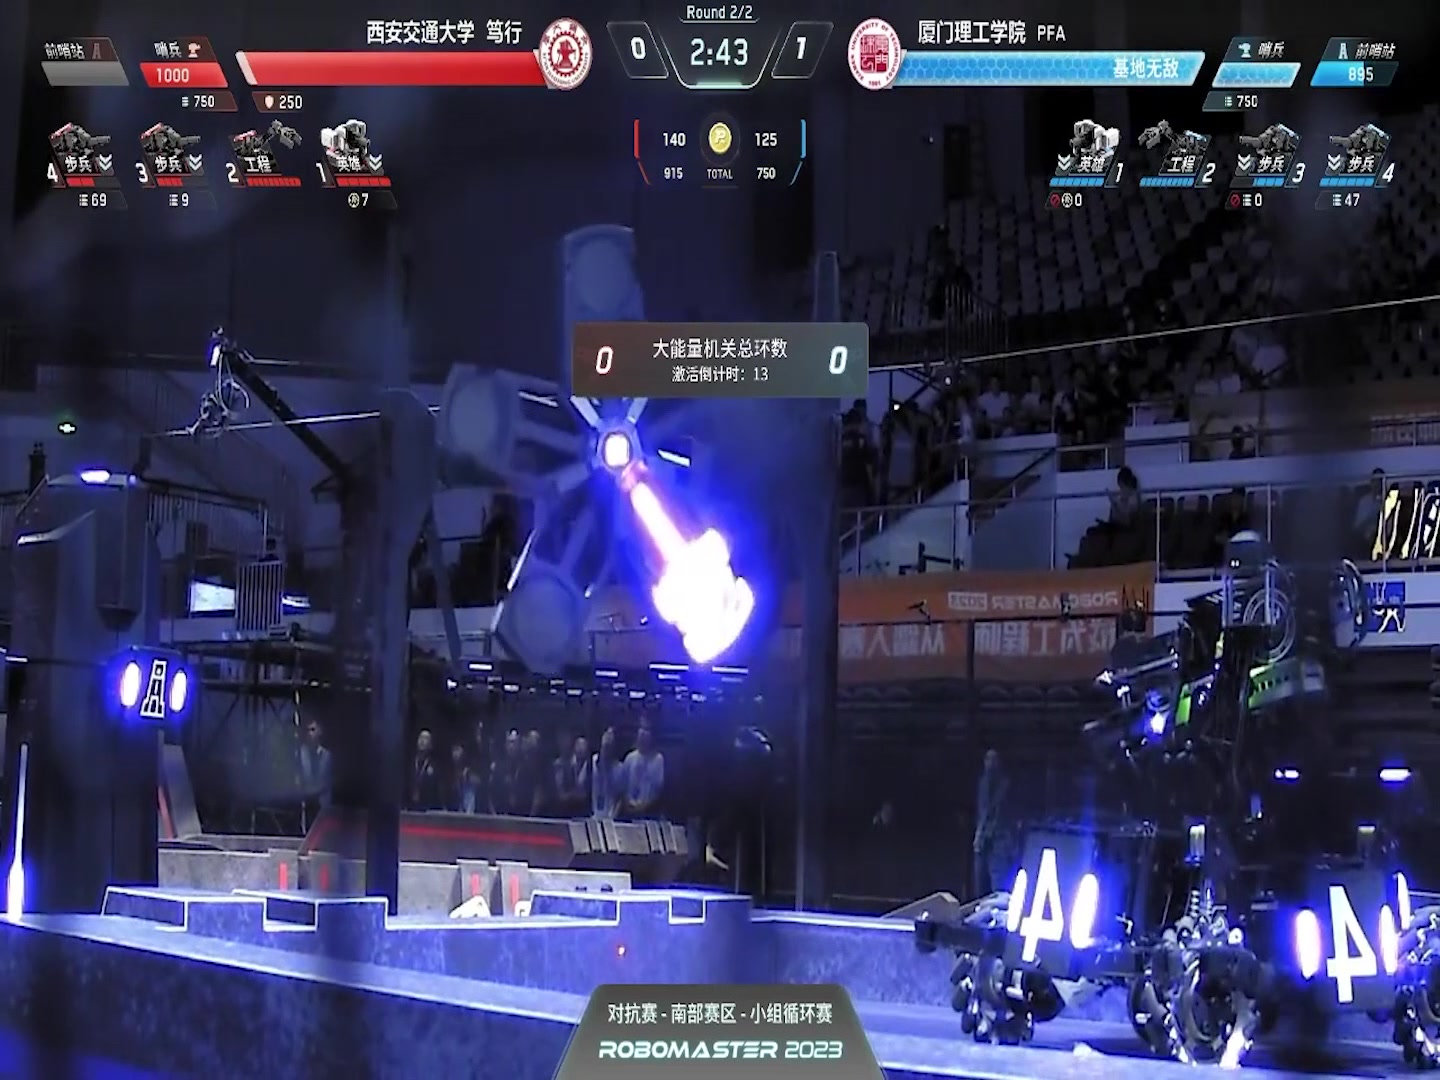 Round 2/2
西安交通大学 笃行
0
2:43
1
厦门理工学院 PFA
前哨站
哨兵
1000
750
250
基地无敌
哨兵
前哨站
895
750
140
125
915 TOTAL 750
4 步兵
3 步兵
2 工程
1 英雄
69
9
7
英雄 1
工程 2
步兵 3
步兵 4
0
0
47
0 大能量机关总环数 0
激活倒计时：13
ROBOMASTER 2023
4
4
对抗赛 - 南部赛区 - 小组循环赛
ROBOMASTER 2023